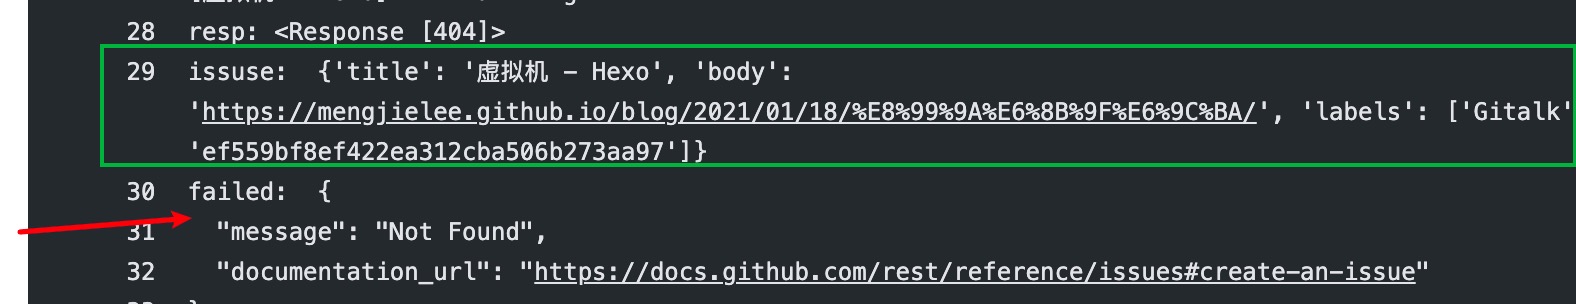 28 resp: <Response [404]>
29 issuse: {'title': '虚拟机 - Hexo', 'body':
'https://mengjielee.github.io/blog/2021/01/18/%E8%99%9A%E6%8B%9F%E6%9C%BA/', 'labels': ['Gitalk'
'ef559bf8ef422ea312cba506b273aa97']}
30 failed: {
31 "message": "Not Found",
32 "documentation_url": "https://docs.github.com/rest/reference/issues#create-an-issue"